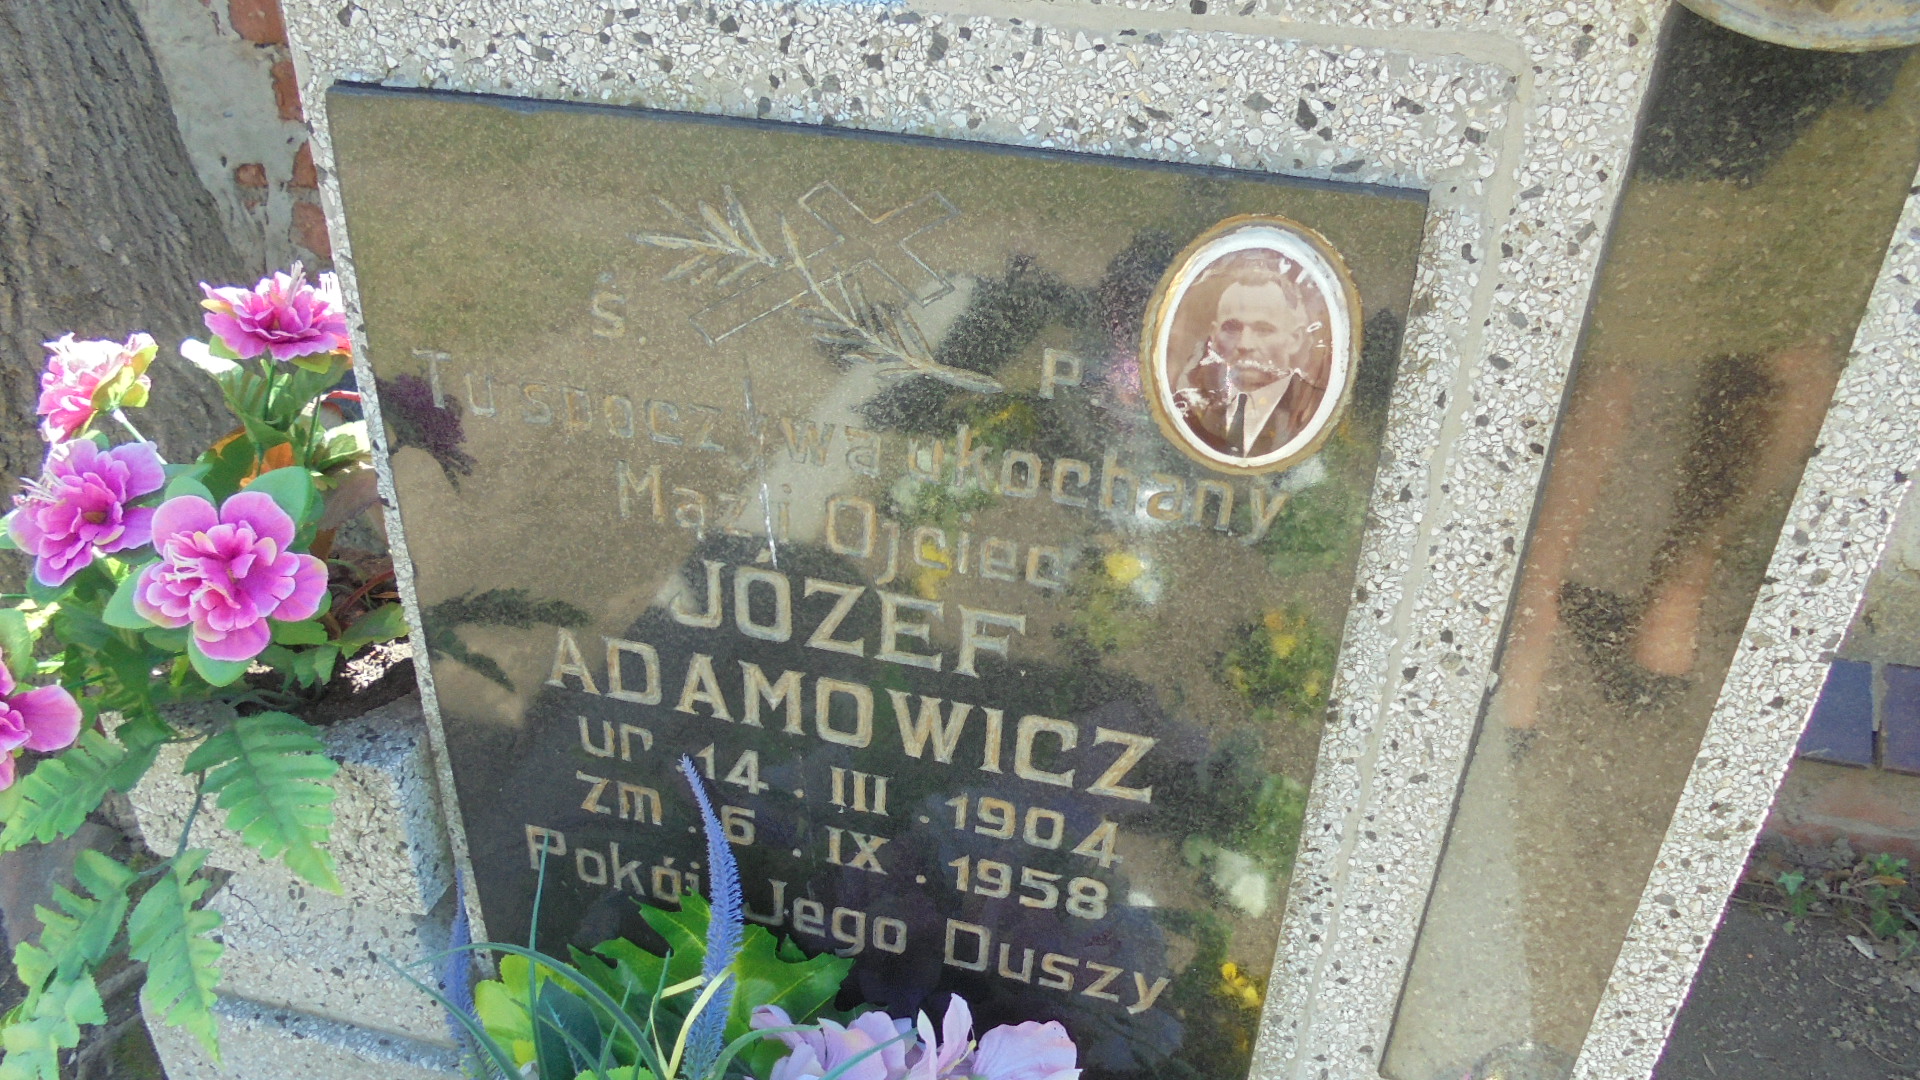 Ś. P.
Tu spoczywa ukochany
Mąż i Ojciec
JÓZEF
ADAMOWICZ
ur. 14. III. 1904
zm. 6. IX. 1958
Pokój Jego Duszy